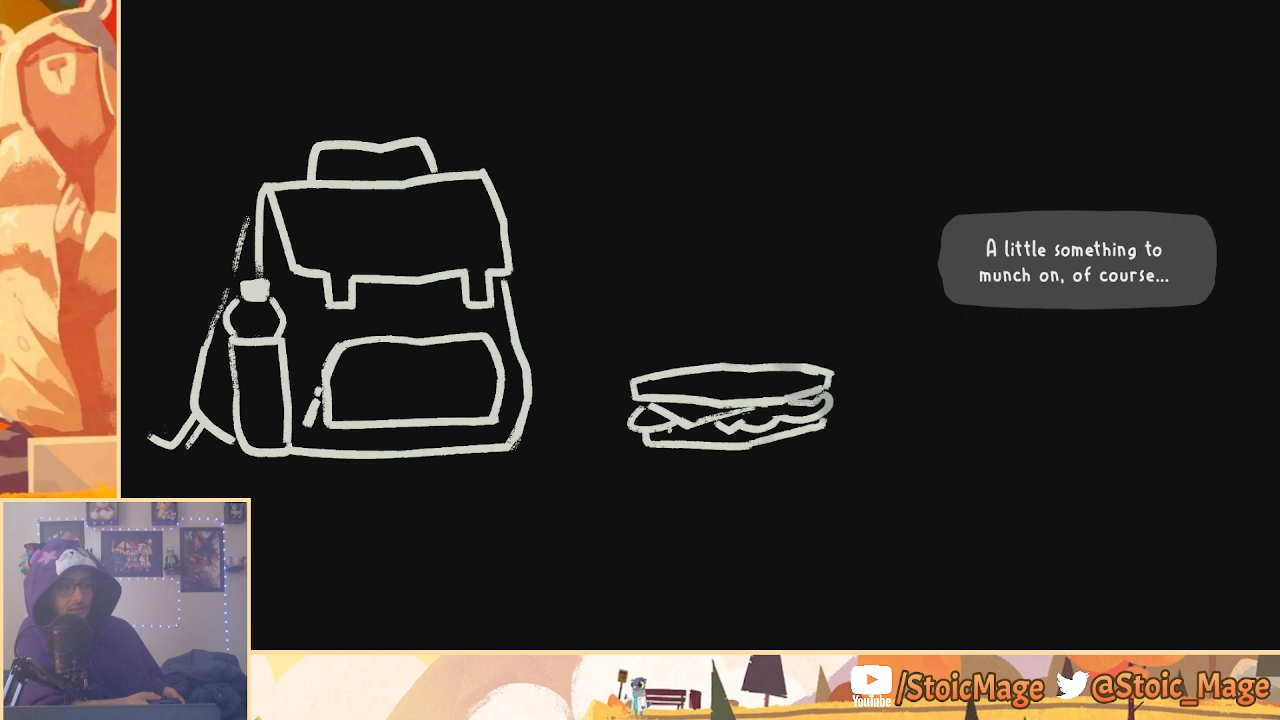 A little something to
munch on, of course...
YouTube
/StoicMage
@Stoic_Mage